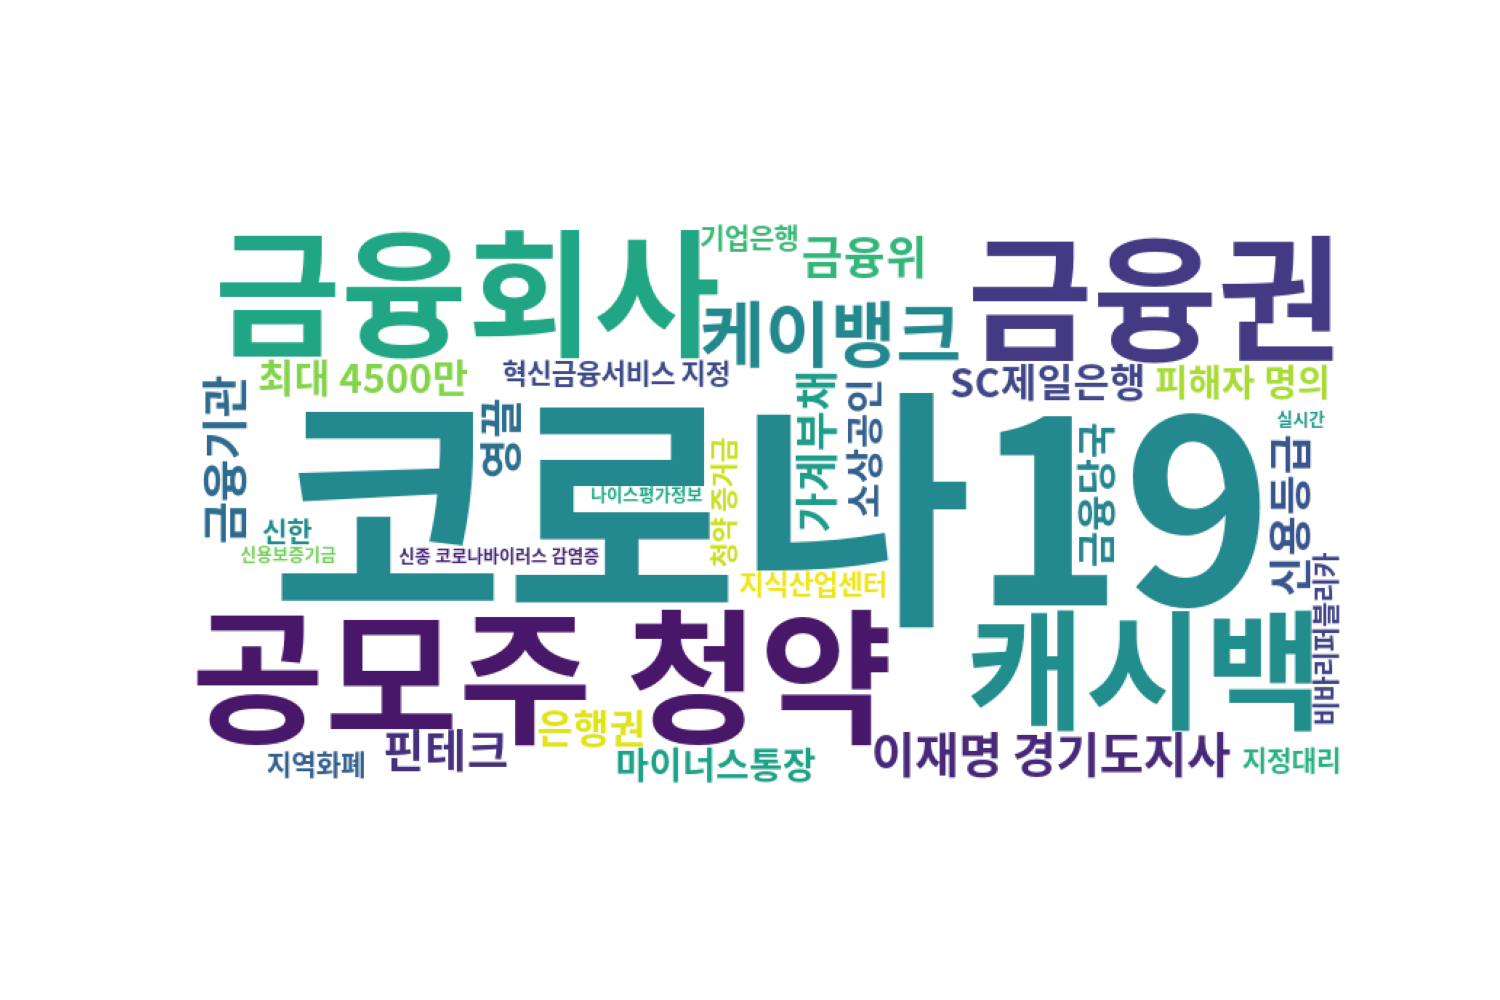 금융회사
기업은행
금융위
금융권
케이뱅크
최대 4500만
혁신금융서비스 지정
SC제일은행
피해자 명의
금융기관
코로나19
영끌
나이스평가정보
청약 증거금
가계부채
소상공인
금융당국
실시간
신용등급
신한
신용보증기금
신종 코로나바이러스 감염증
지식산업센터
비바리퍼블리카
공모주 청약
캐시백
은행권
핀테크
지역화폐
마이너스통장
이재명 경기도지사
지정대리